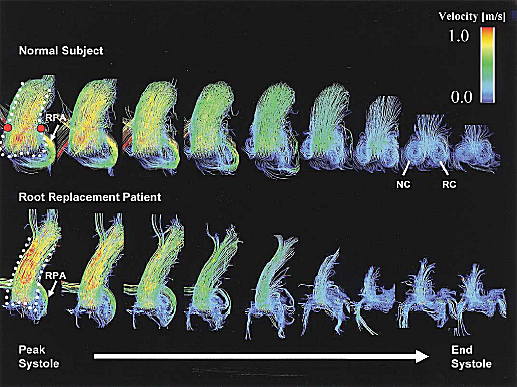 Velocity [m/s]
1.0
0.0
Normal Subject
RPA
NC
RC
Root Replacement Patient
RPA
Peak
Systole
End
Systole